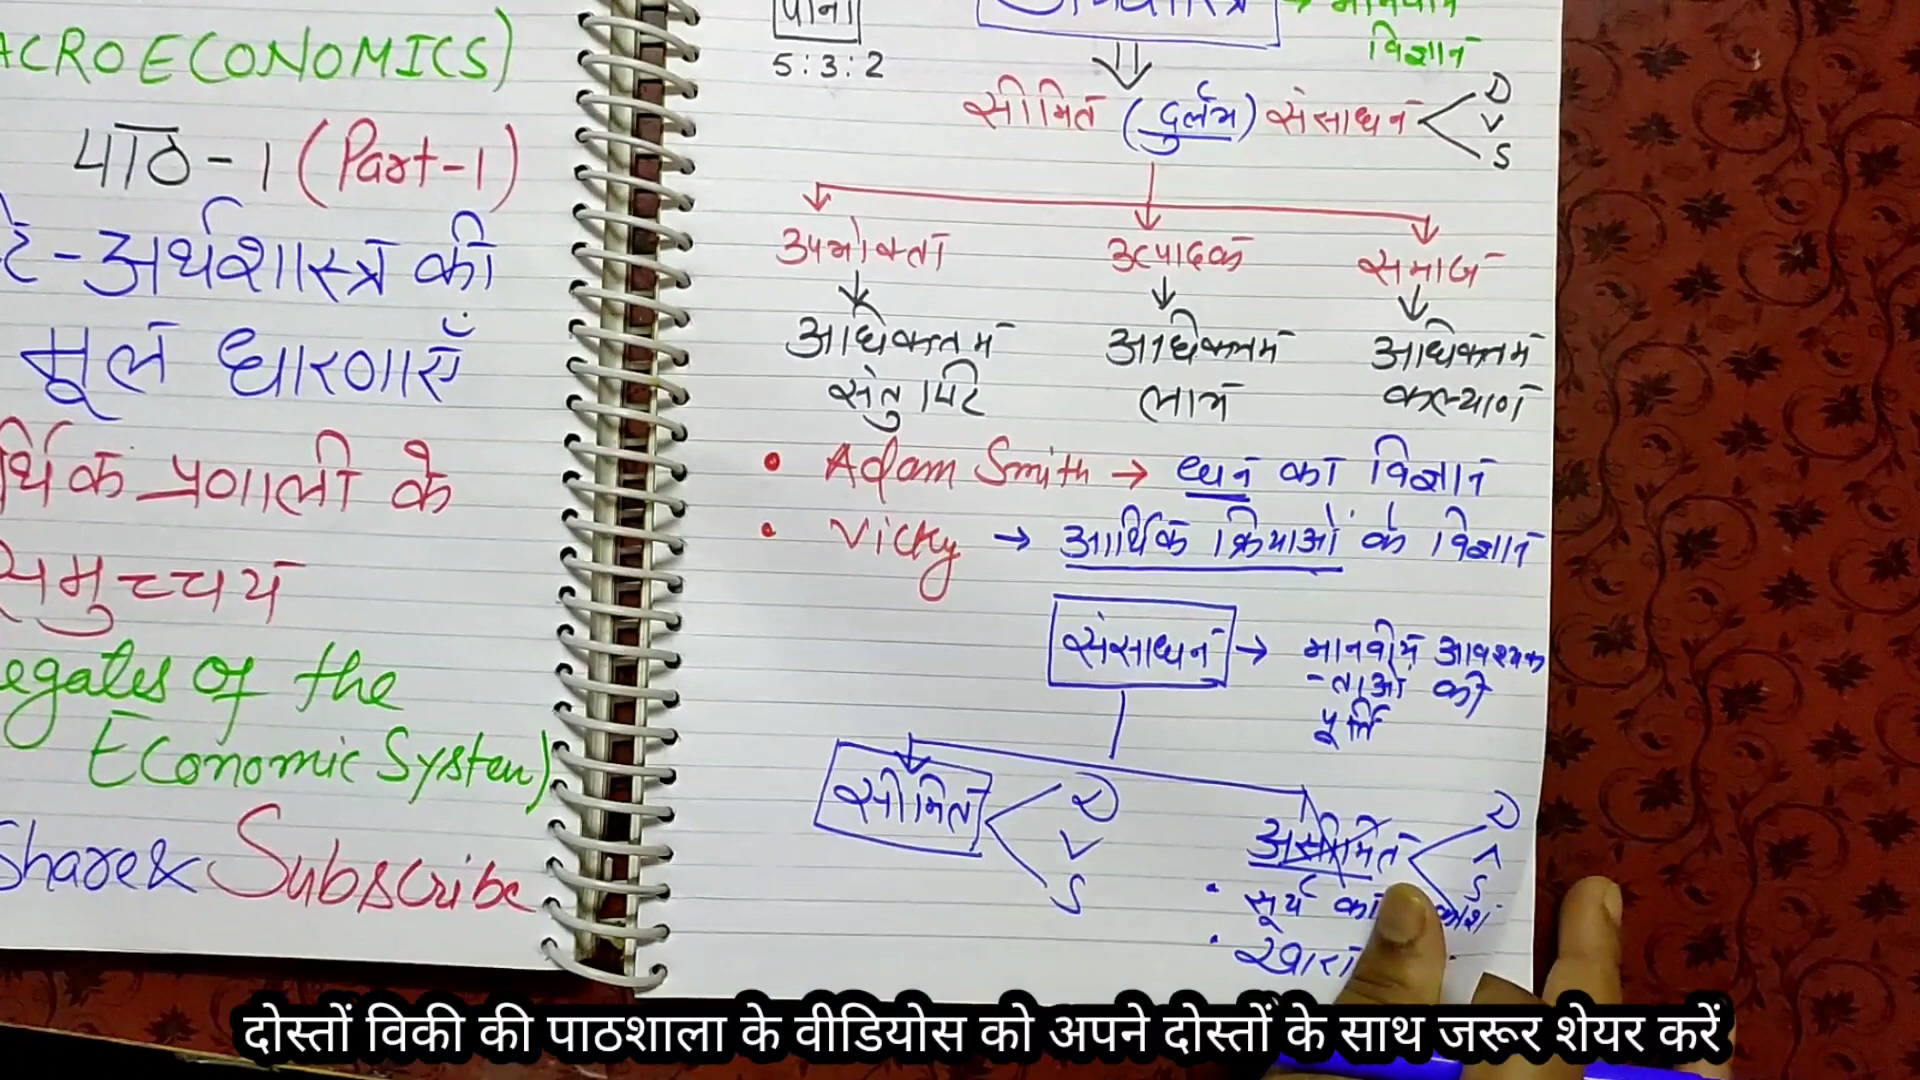 ACROECONOMICS)
पाठ-1 (Part-1)
-अर्थशास्त्र की
मूल धारणाएँ
र्थिक प्रणाली के
समुच्चय
egates of the
Economic System)
Share & Subscribe
पानी
5:3:2
विज्ञान
सीमित (दुर्लभ) संसाधन
D
V
S
उपभोक्ता उत्पादक समाज
अधिकतम अधिकतम अधिकतम
संतुष्टि लाभ कल्याण
• Adam Smith → धन का विज्ञान
• Vicky → आर्थिक क्रियाओं के विज्ञान
संसाधन → मानवीय आवश्यक
-ताओं की
पूर्ति
सीमित
D
V
S
असीमित
D
^
S
• सूर्य का
• खारा
दोस्तों विकी की पाठशाला के वीडियोस को अपने दोस्तों के साथ जरूर शेयर करें